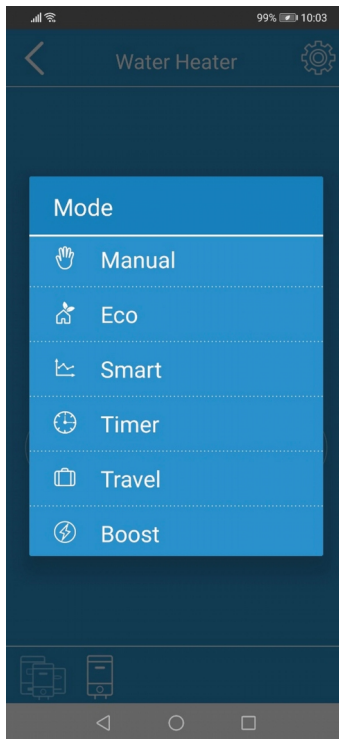 99% 10:03
Water Heater
Mode
Manual
Eco
Smart
Timer
Travel
Boost